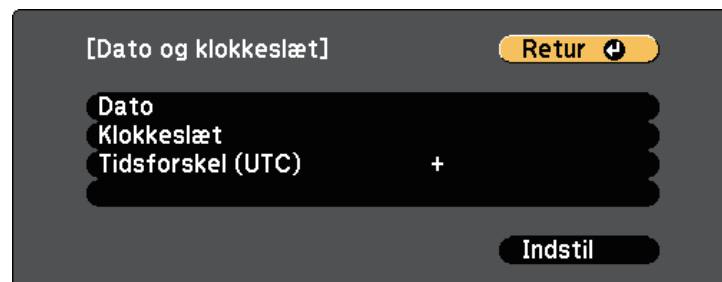 [Dato og klokkeslæt] Retur
Dato
Klokkeslæt
Tidsforskel (UTC) +
Indstil